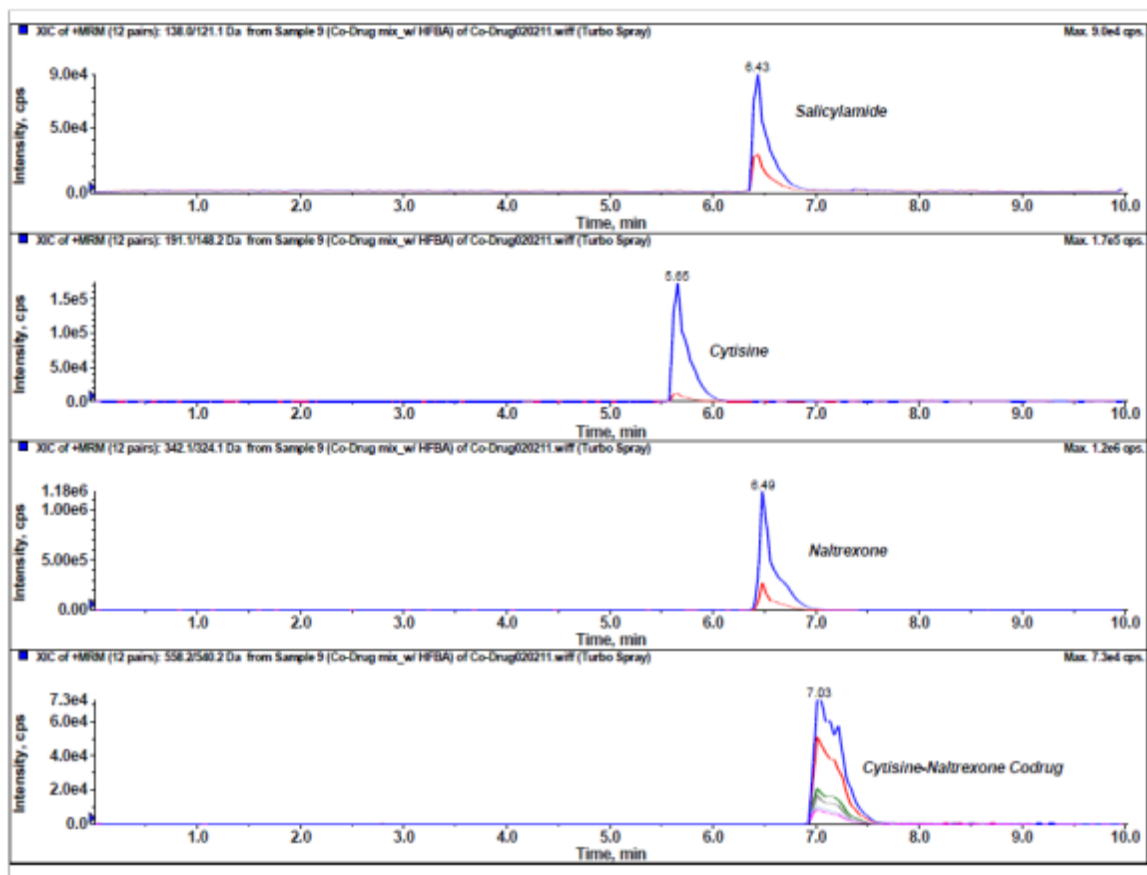 XIC of +MRM (12 pairs): 138.0/121.1 Da from Sample 9 (Co-Drug mix_w/ HFBA) of Co-Drug020211.wiff (Turbo Spray) Max. 9.0e4 cps.
6.43
9.0e4
Salicylamide
5.0e4
0.0
Intensity, cps
1.0 2.0 3.0 4.0 5.0 6.0 7.0 8.0 9.0 10.0
Time, min
XIC of +MRM (12 pairs): 191.1/148.2 Da from Sample 9 (Co-Drug mix_w/ HFBA) of Co-Drug020211.wiff (Turbo Spray) Max. 1.7e5 cps.
5.65
1.5e5
1.0e5
Cytisine
5.0e4
0.0
Intensity, cps
1.0 2.0 3.0 4.0 5.0 6.0 7.0 8.0 9.0 10.0
Time, min
XIC of +MRM (12 pairs): 342.1/324.1 Da from Sample 9 (Co-Drug mix_w/ HFBA) of Co-Drug020211.wiff (Turbo Spray) Max. 1.2e6 cps.
6.49
1.18e6
1.00e6
Naltrexone
5.00e5
0.00
Intensity, cps
1.0 2.0 3.0 4.0 5.0 6.0 7.0 8.0 9.0 10.0
Time, min
XIC of +MRM (12 pairs): 558.2/540.2 Da from Sample 9 (Co-Drug mix_w/ HFBA) of Co-Drug020211.wiff (Turbo Spray) Max. 7.3e4 cps.
7.03
7.3e4
6.0e4
4.0e4
Cytisine-Naltrexone Codrug
2.0e4
0.0
Intensity, cps
1.0 2.0 3.0 4.0 5.0 6.0 7.0 8.0 9.0 10.0
Time, min